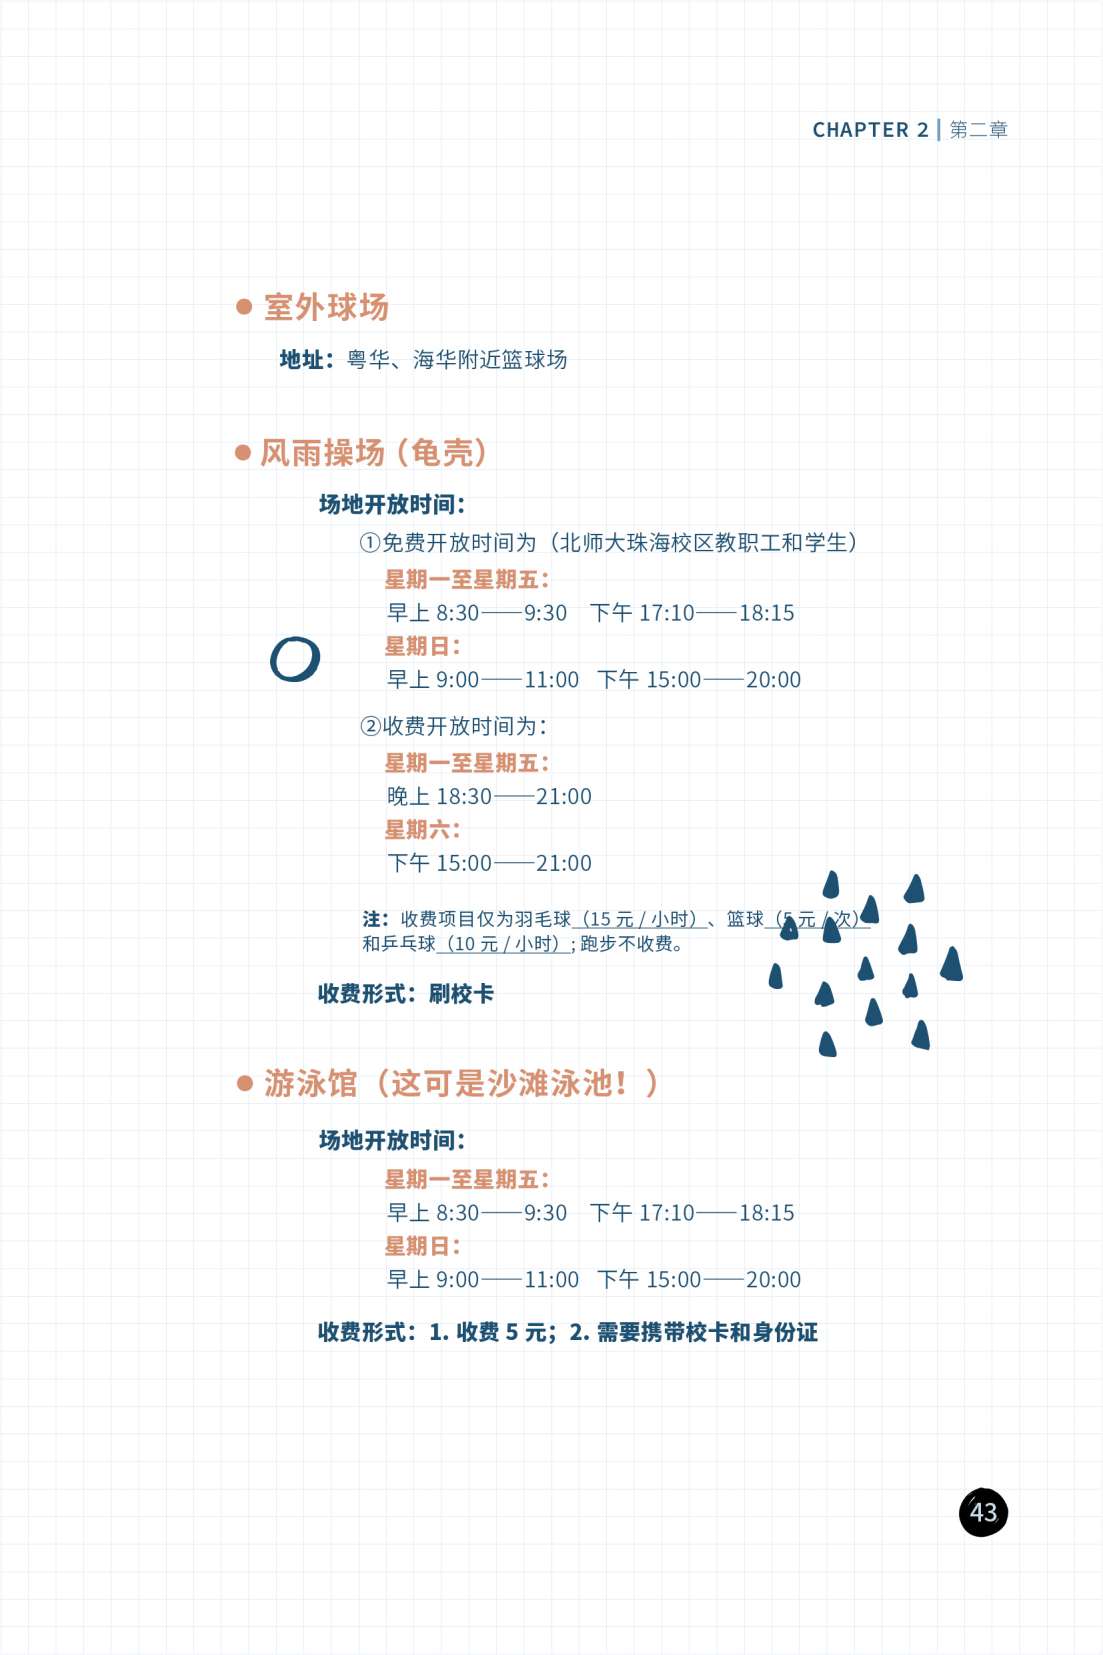 CHAPTER 2 | 第二章
室外球场
地址：粤华、海华附近篮球场
风雨操场（龟壳）
场地开放时间：
①免费开放时间为（北师大珠海校区教职工和学生）
星期一至星期五：
早上 8:30——9:30 下午 17:10——18:15
星期日：
早上 9:00——11:00 下午 15:00——20:00
②收费开放时间为：
星期一至星期五：
晚上 18:30——21:00
星期六：
下午 15:00——21:00
注：收费项目仅为羽毛球（15 元 / 小时）、篮球（5 元 / 次）
和乒乓球（10 元 / 小时）; 跑步不收费。
收费形式：刷校卡
游泳馆（这可是沙滩泳池！）
场地开放时间：
星期一至星期五：
早上 8:30——9:30 下午 17:10——18:15
星期日：
早上 9:00——11:00 下午 15:00——20:00
收费形式：1. 收费 5 元；2. 需要携带校卡和身份证
43